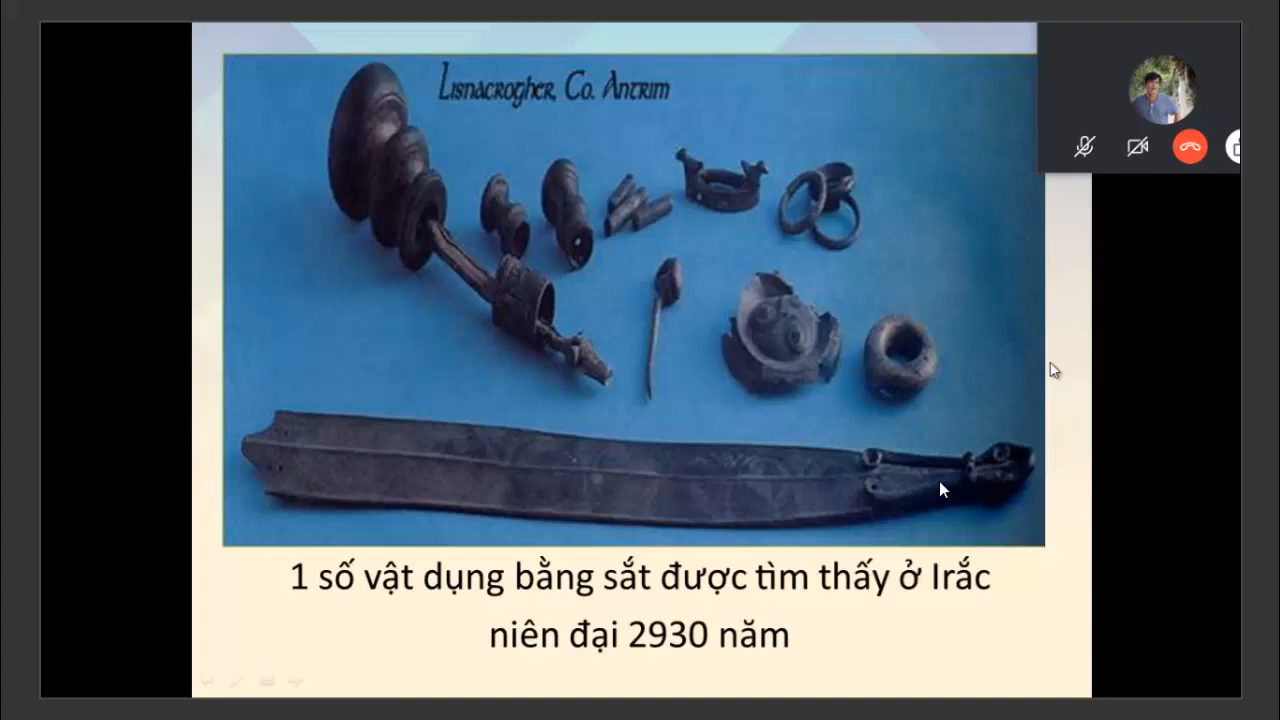 Lisnacrogher, Co. Antrim
1 số vật dụng bằng sắt được tìm thấy ở Irắc
niên đại 2930 năm